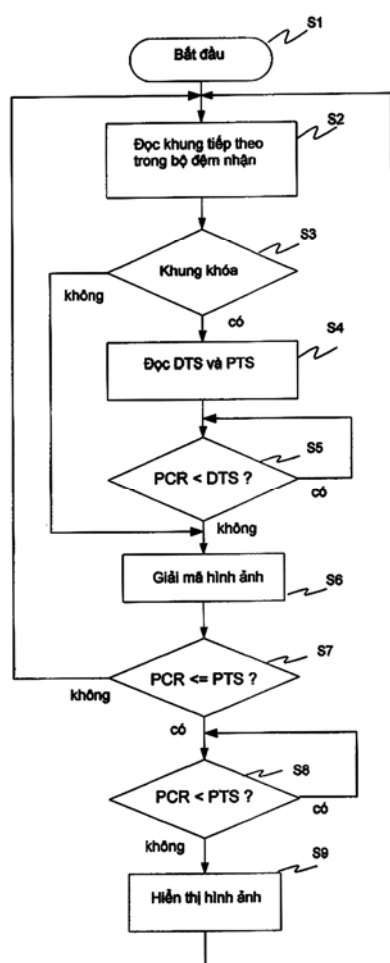 S1
Bắt đầu
S2
Đọc khung tiếp theo
trong bộ đệm nhận
S3
Khung khóa
không
có
S4
Đọc DTS và PTS
S5
PCR < DTS ?
có
không
Giải mã hình ảnh
S6
S7
PCR <= PTS ?
không
có
S8
PCR < PTS ?
có
không
S9
Hiển thị hình ảnh